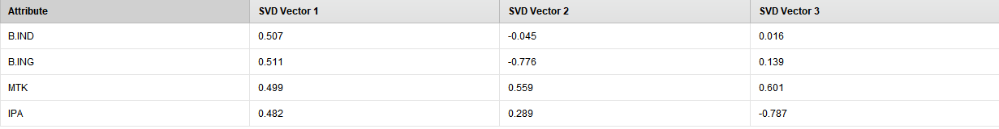 Attribute SVD Vector 1 SVD Vector 2 SVD Vector 3
B.IND 0.507 -0.045 0.016
B.ING 0.511 -0.776 0.139
MTK 0.499 0.559 0.601
IPA 0.482 0.289 -0.787